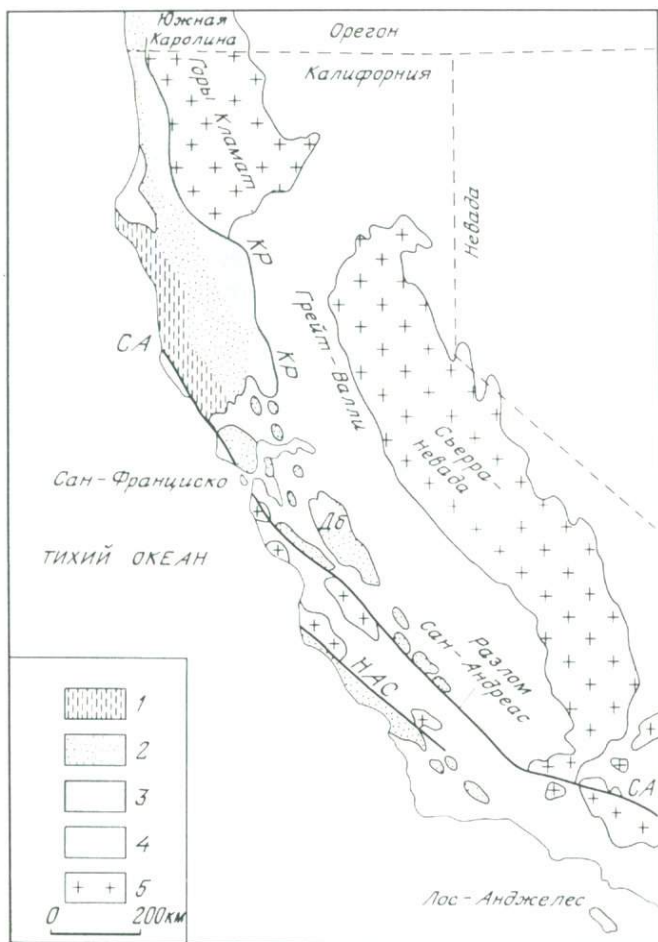 Южная
Каролина
Орегон
Калифорния
Горы Кламат
Невада
КР
Грейт-Валли
СА
КР
Сьерра-
Невада
Сан-Франциско
Дб
ТИХИЙ ОКЕАН
Разлом
Сан-Андреас
НАС
СА
1
2
3
4
5
0 200км
Лос-Анджелес